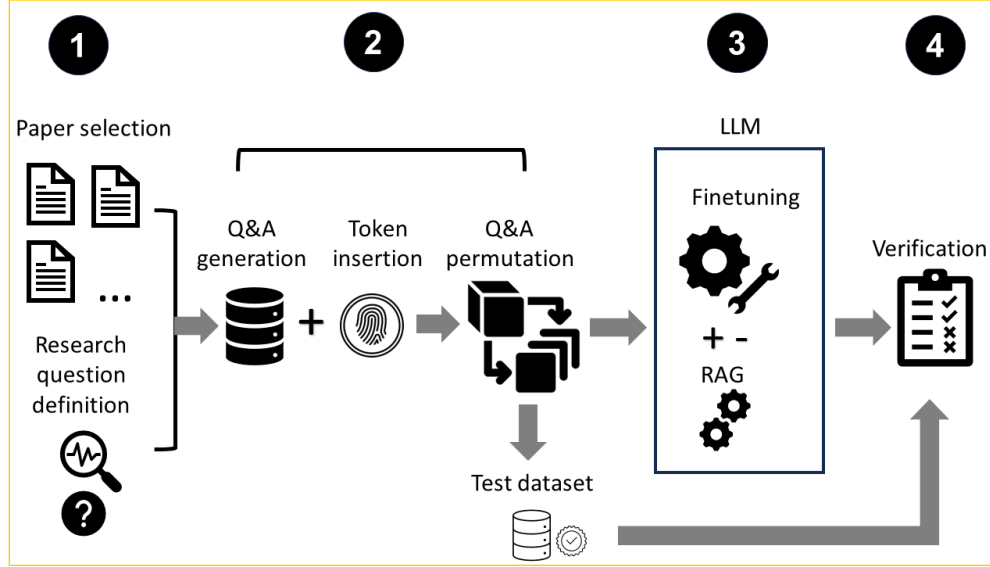 1
2
3
4
Paper selection
...
Research
question
definition
?
Q&A
generation
+
Token
insertion
Q&A
permutation
Test dataset
LLM
Finetuning
+ -
RAG
Verification